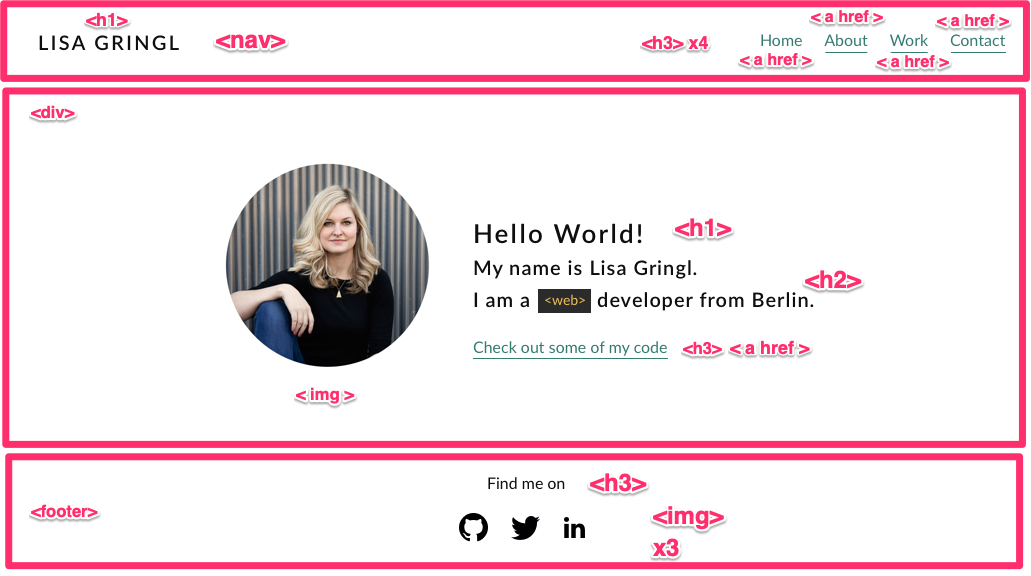 <h1>
LISA GRINGL
<nav>
<h3> x4
< a href > < a href >
Home About Work Contact
< a href > < a href >
<div>
Hello World! <h1>
My name is Lisa Gringl.
<h2>
I am a <web> developer from Berlin.
Check out some of my code <h3> < a href >
< img >
Find me on <h3>
<footer>
<img>
x3
in